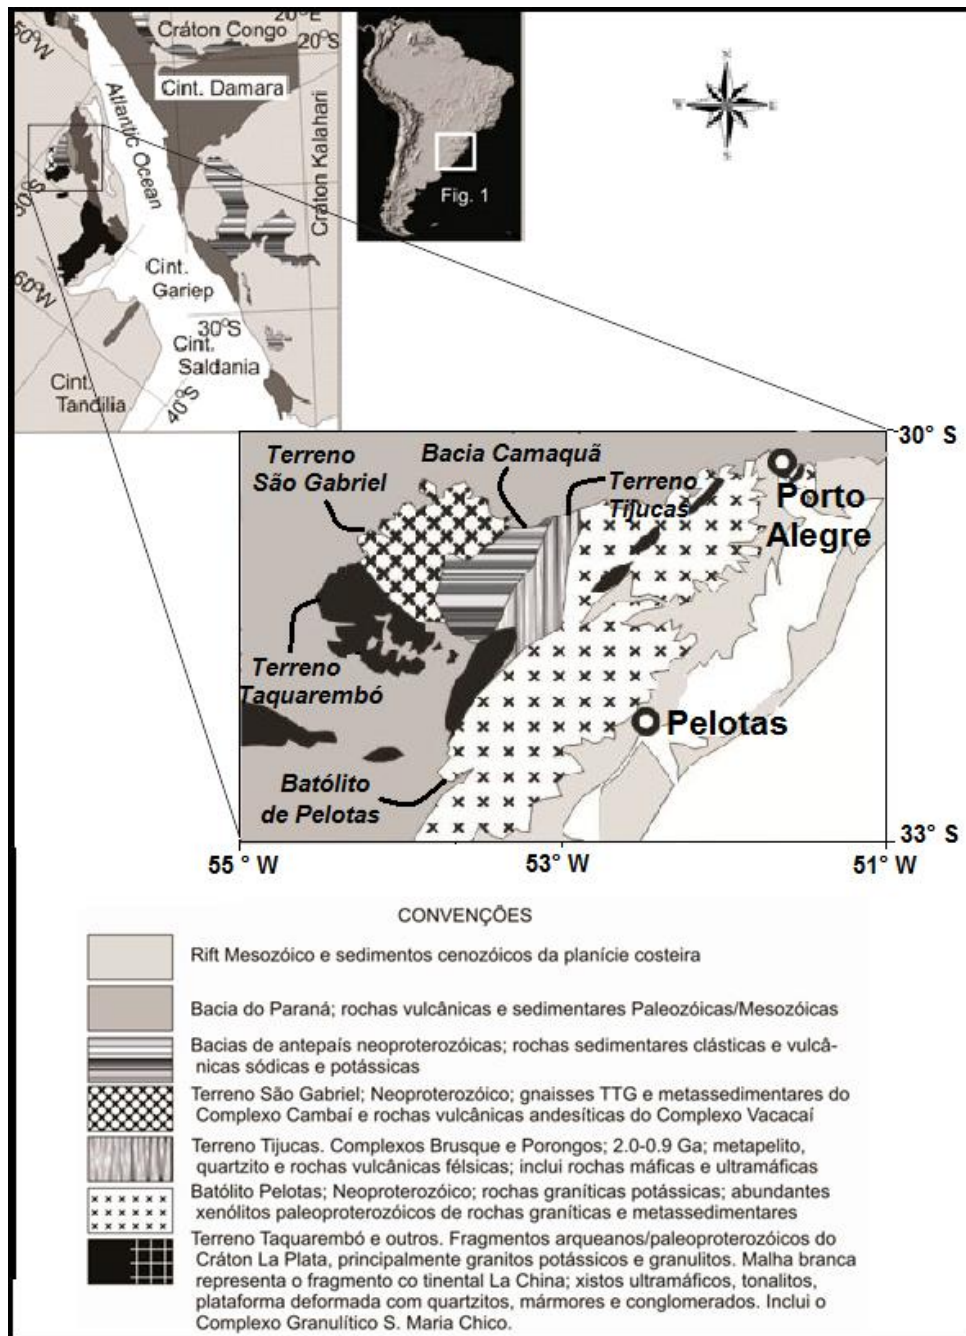 50°W
Cráton Congo
20°E
20°S
Cint. Damara
Atlantic Ocean
Cráton Kalahari
30°S
60°W
Cint.
Gariep
30°S
Cint.
Saldania
Cint.
Tandilia
40°S
Fig. 1
30° S
Terreno
São Gabriel
Bacia Camaquã
Terreno
Tijucas
Porto
Alegre
Terreno
Taquarembó
Pelotas
Batólito
de Pelotas
33° S
55 ° W
53° W
51° W
CONVENÇÕES
Rift Mesozóico e sedimentos cenozóicos da planície costeira
Bacia do Paraná; rochas vulcânicas e sedimentares Paleozóicas/Mesozóicas
Bacias de antepaís neoproterozóicas; rochas sedimentares clásticas e vulcâ-
nicas sódicas e potássicas
Terreno São Gabriel; Neoproterozóico; gnaisses TTG e metassedimentares do
Complexo Cambaí e rochas vulcânicas andesíticas do Complexo Vacacaí
Terreno Tijucas. Complexos Brusque e Porongos; 2.0-0.9 Ga; metapelito,
quartzito e rochas vulcânicas félsicas; inclui rochas máficas e ultramáficas
Batólito Pelotas; Neoproterozóico; rochas graníticas potássicas; abundantes
xenólitos paleoproterozóicos de rochas graníticas e metassedimentares
Terreno Taquarembó e outros. Fragmentos arqueanos/paleoproterozóicos do
Cráton La Plata, principalmente granitos potássicos e granulitos. Malha branca
representa o fragmento co tinental La China; xistos ultramáficos, tonalitos,
plataforma deformada com quartzitos, mármores e conglomerados. Inclui o
Complexo Granulítico S. Maria Chico.